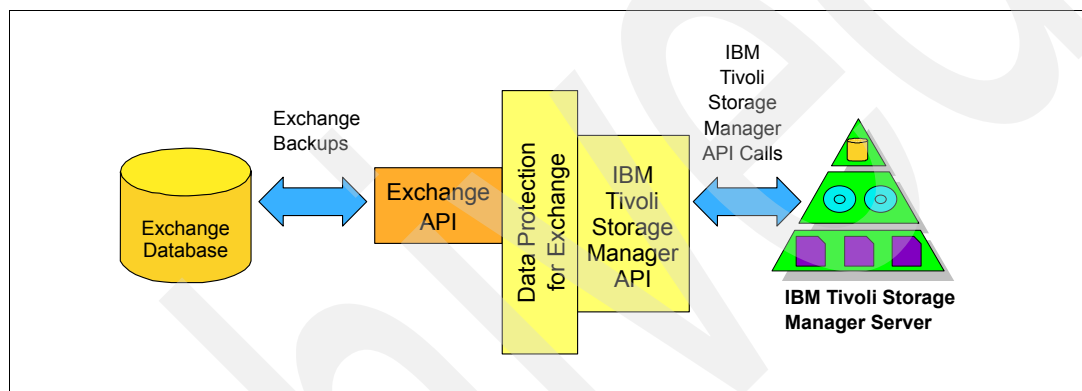 Exchange
Backups
IBM
Tivoli
Storage
Manager
API Calls
Exchange
Database
Exchange
API
Data Protection
for Exchange
IBM
Tivoli
Storage
Manager
API
IBM Tivoli Storage
Manager Server